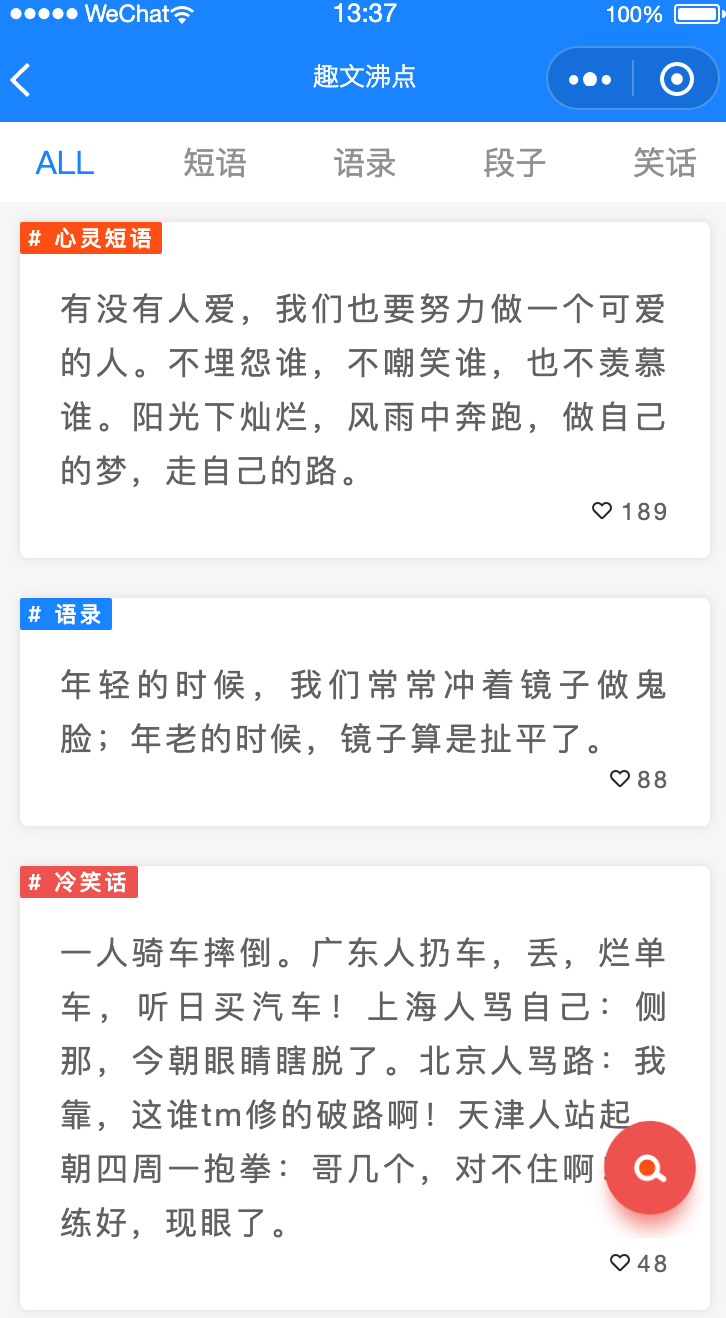 WeChat 13:37 100%
趣文沸点
ALL 短语 语录 段子 笑话
# 心灵短语
有没有人爱，我们也要努力做一个可爱
的人。不埋怨谁，不嘲笑谁，也不羡慕
谁。阳光下灿烂，风雨中奔跑，做自己
的梦，走自己的路。
189
# 语录
年轻的时候，我们常常冲着镜子做鬼
脸；年老的时候，镜子算是扯平了。
88
# 冷笑话
一人骑车摔倒。广东人扔车，丢，烂单
车，听日买汽车！上海人骂自己：侧
那，今朝眼睛瞎脱了。北京人骂路：我
靠，这谁tm修的破路啊！天津人站起
朝四周一抱拳：哥几个，对不住啊
练好，现眼了。
48